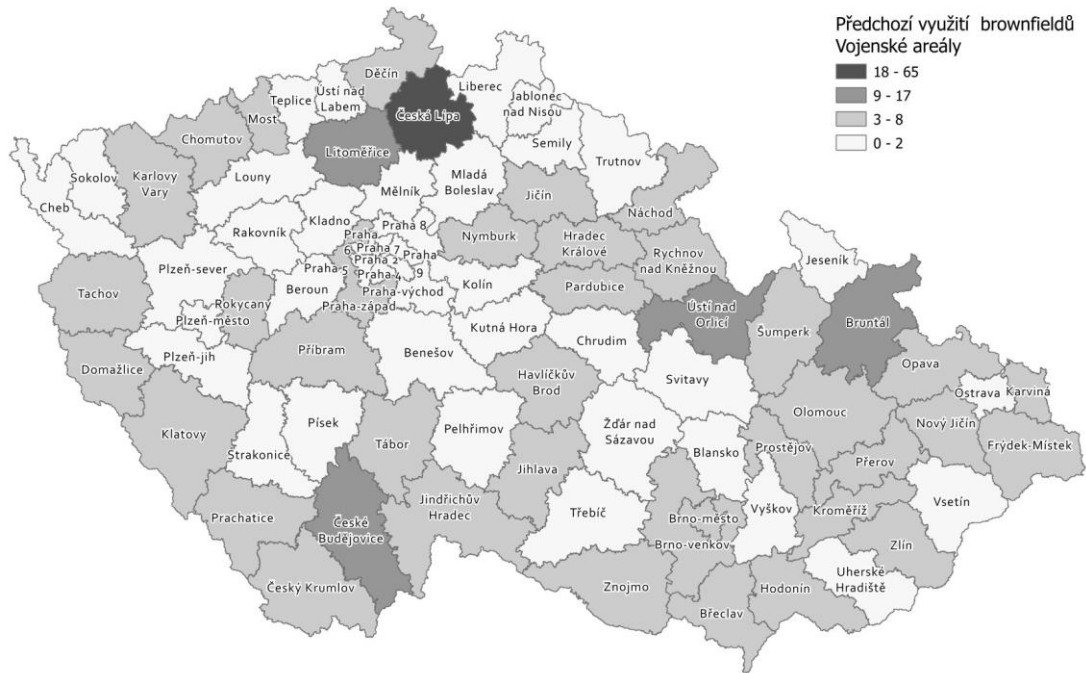 Předchozí využití brownfieldů
Vojenské areály
18 - 65
9 - 17
3 - 8
0 - 2
Děčín
Liberec
Ústí nad
Labem
Teplice
Jablonec
nad Nisou
Most
Česká Lípa
Chomutov
Semily
Litoměřice
Trutnov
Sokolov
Karlovy
Vary
Louny
Mladá
Boleslav
Mělník
Jičín
Cheb
Náchod
Kladno
Praha 8
Rakovník
Praha
6
Praha 7
Praha
9
Praha 2
Praha
5
Praha 4
Nymburk
Hradec
Králové
Rychnov
nad Kněžnou
Jeseník
Plzeň-sever
Tachov
Rokycany
Plzeň-město
Beroun
Praha-východ
Praha-západ
Kolín
Pardubice
Ústí nad
Orlicí
Šumperk
Bruntál
Kutná Hora
Chrudim
Příbram
Benešov
Plzeň-jih
Domažlice
Havlíčkův
Brod
Svitavy
Opava
Ostrava
Karviná
Olomouc
Nový Jičín
Frýdek-Místek
Klatovy
Písek
Strakonice
Tábor
Pelhřimov
Žďár nad
Sázavou
Blansko
Prostějov
Přerov
Jihlava
Vsetín
Jindřichův
Hradec
Třebíč
Brno-město
Brno-venkov
Vyškov
Kroměříž
Prachatice
České
Budějovice
Zlín
Uherské
Hradiště
Český Krumlov
Znojmo
Hodonín
Břeclav